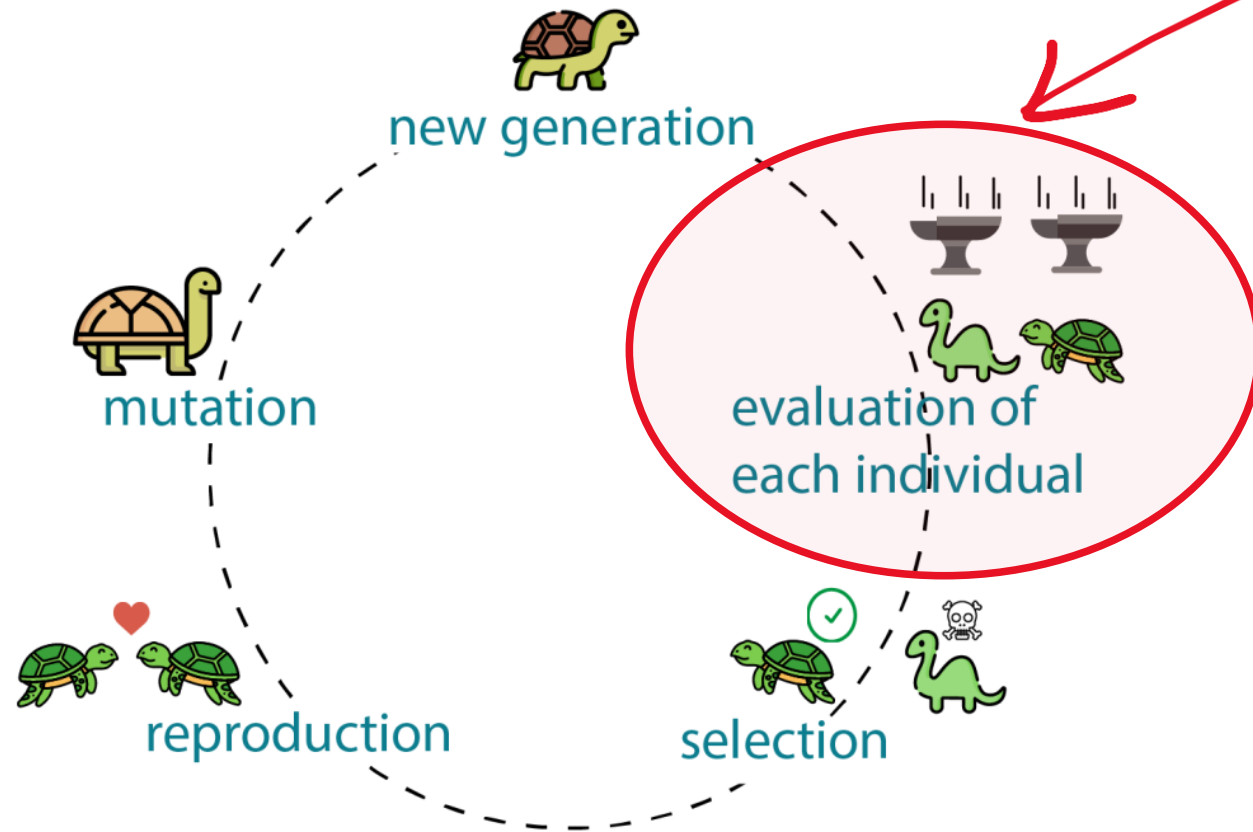 new generation
evaluation of
each individual
mutation
selection
reproduction